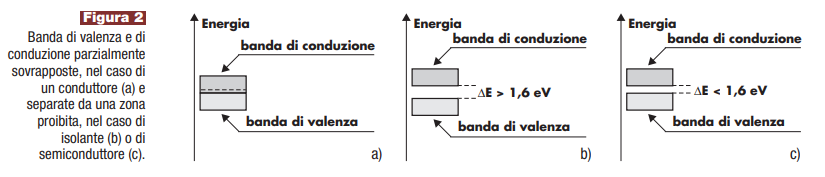 Figura 2
Banda di valenza e di
conduzione parzialmente
sovrapposte, nel caso di
un conduttore (a) e
separate da una zona
proibita, nel caso di
isolante (b) o di
semiconduttore (c).
Energia
banda di conduzione
banda di valenza
a)
Energia
banda di conduzione
ΔE > 1,6 eV
banda di valenza
b)
Energia
banda di conduzione
ΔE < 1,6 eV
banda di valenza
c)